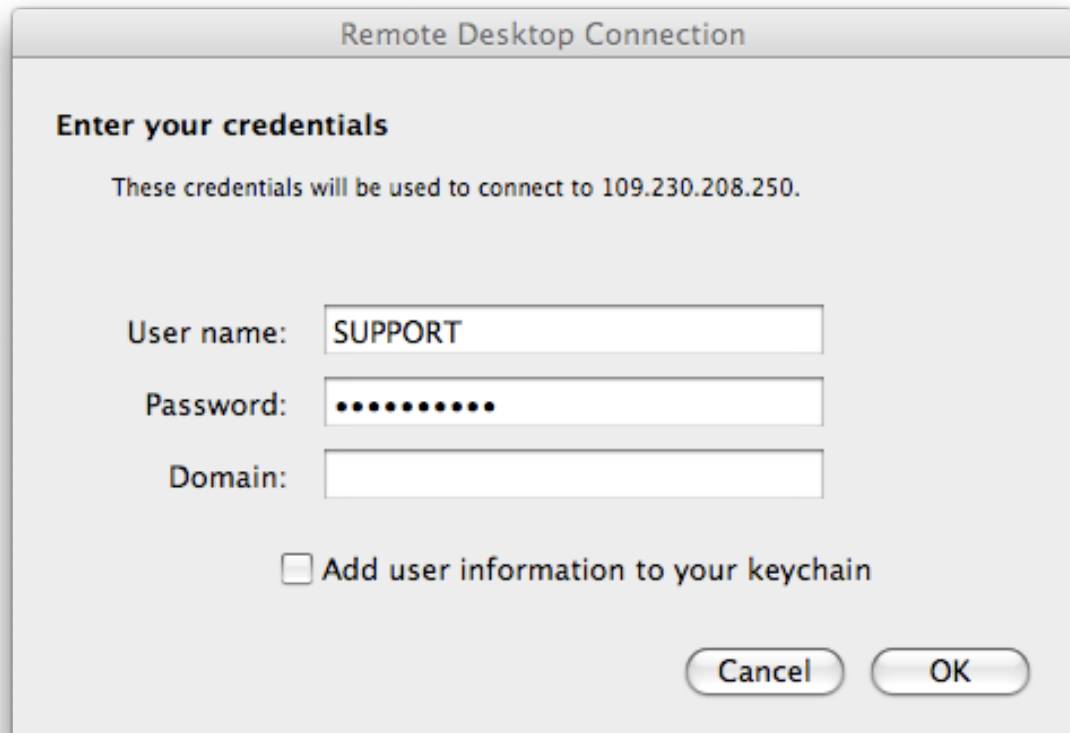 Remote Desktop Connection
Enter your credentials
These credentials will be used to connect to 109.230.208.250.
User name: SUPPORT
Password: ••••••••••
Domain:
Add user information to your keychain
Cancel OK